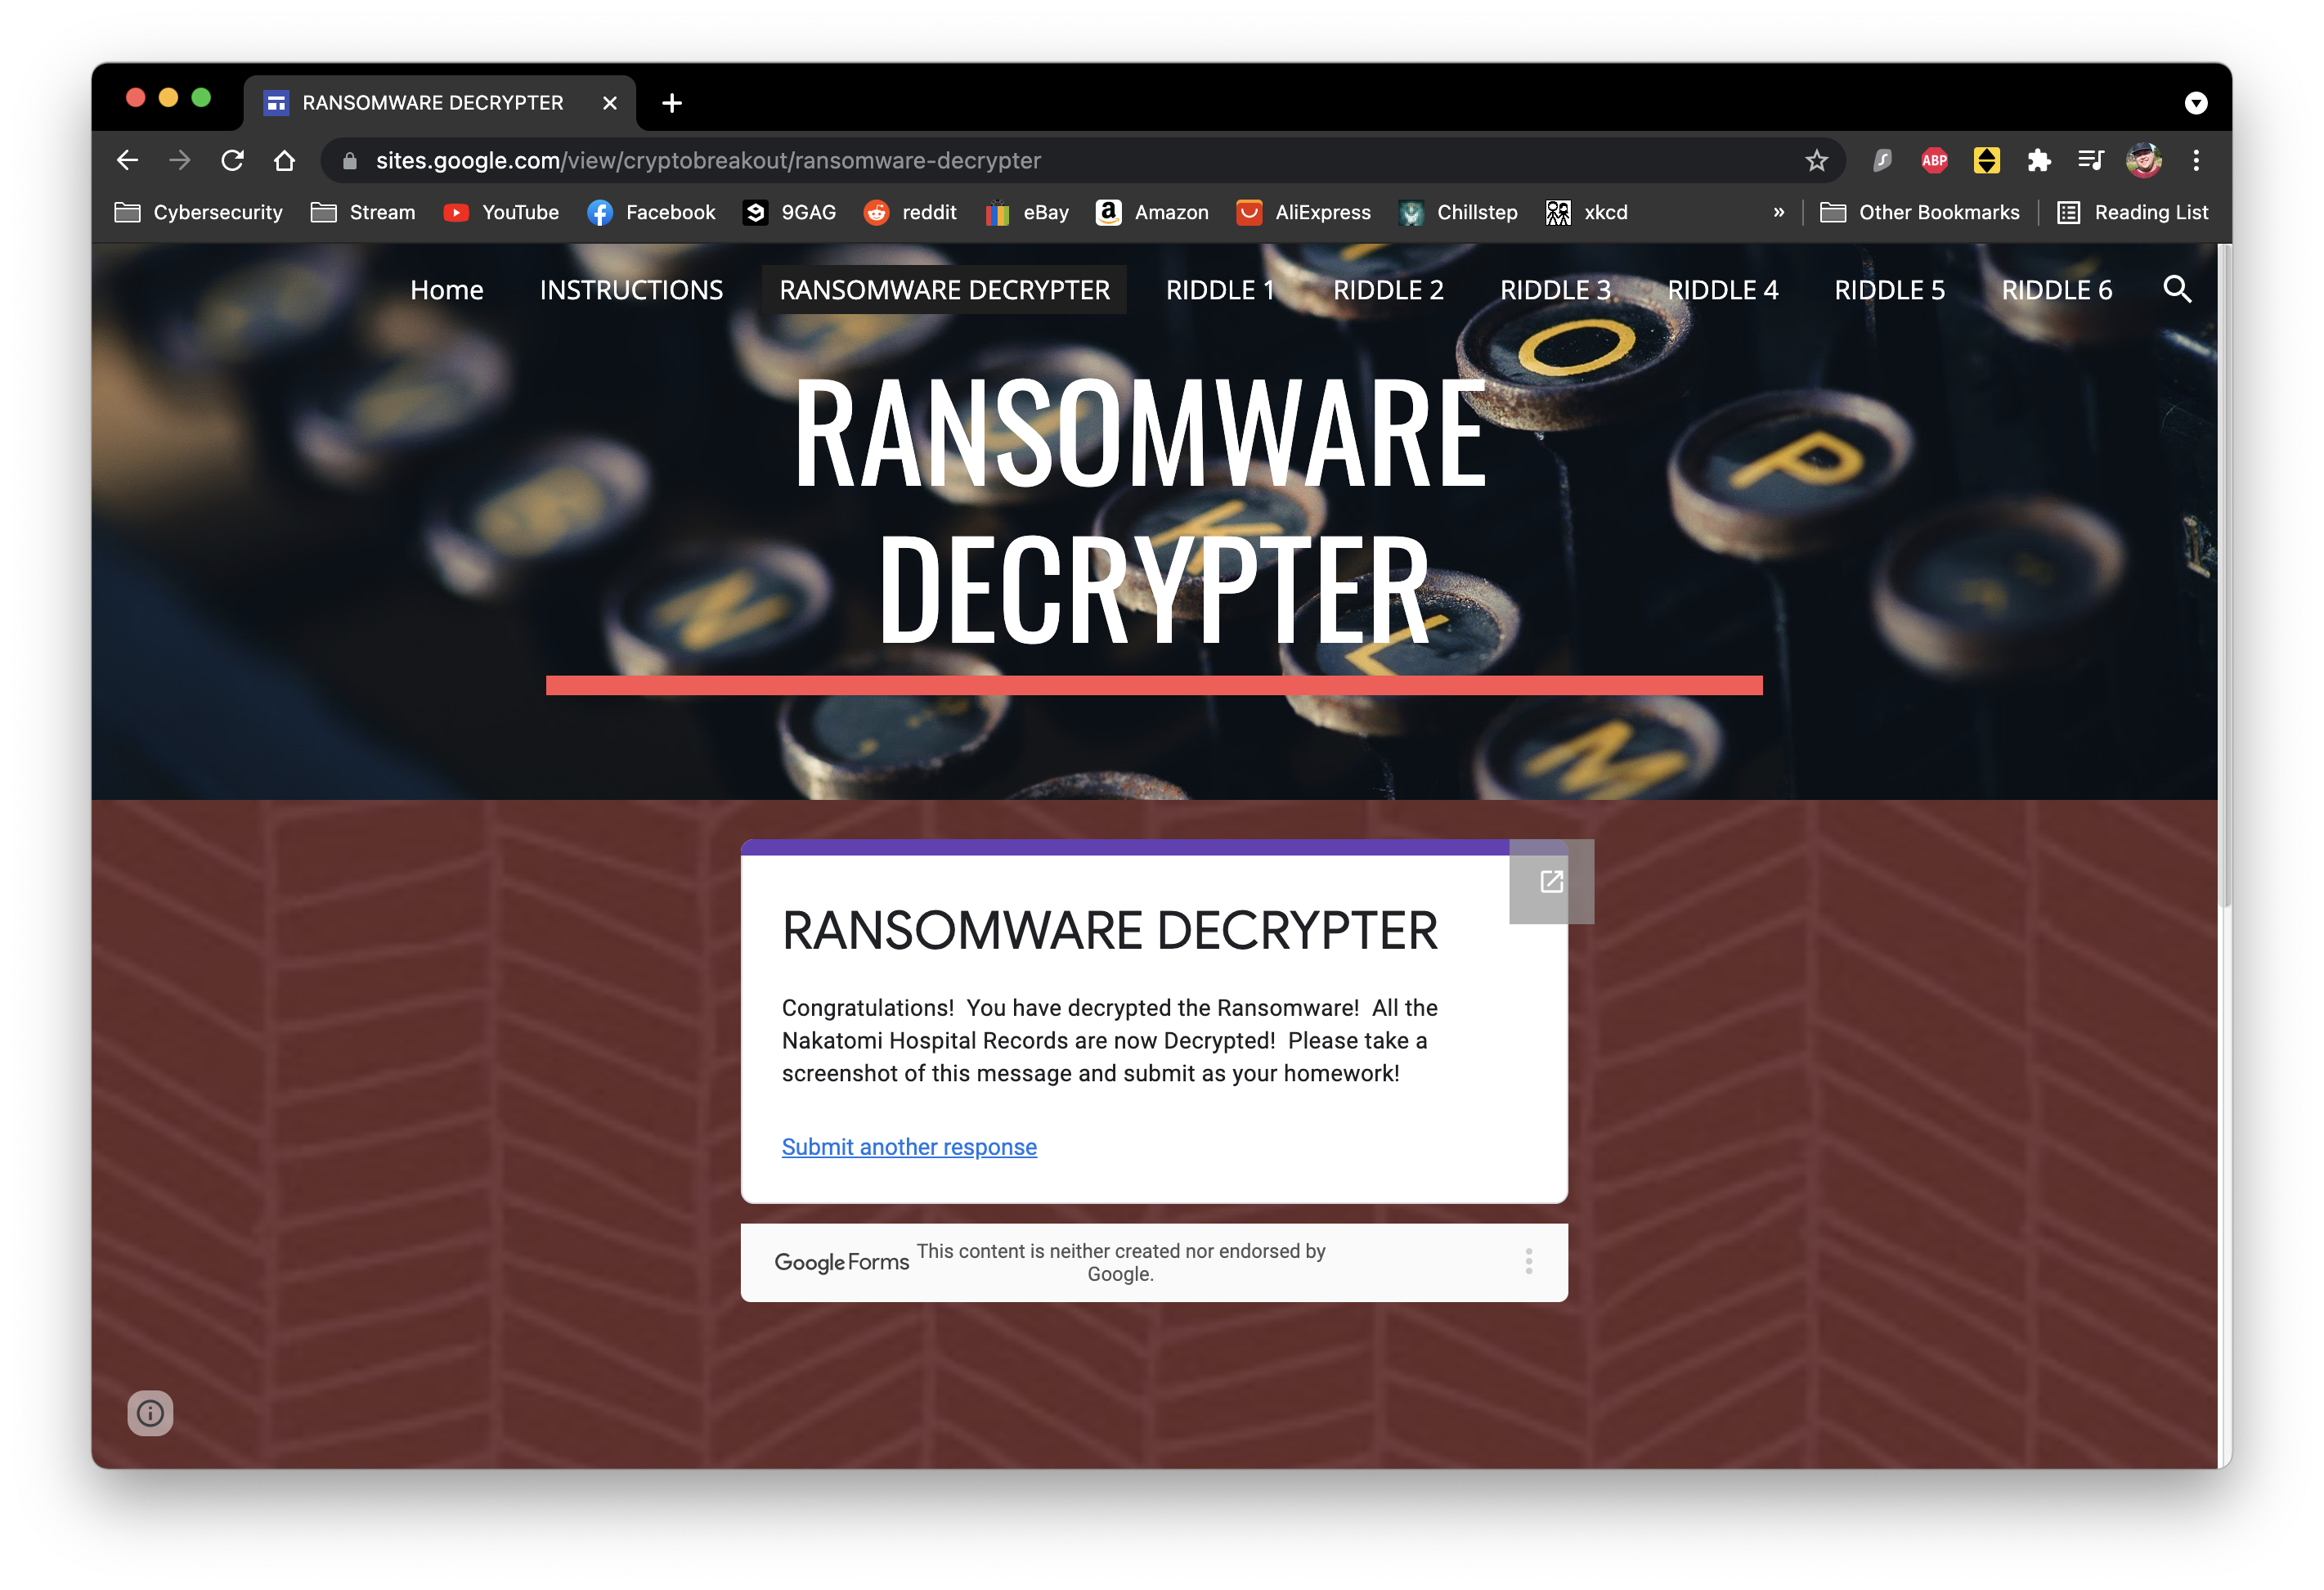 RANSOMWARE DECRYPTER
sites.google.com/view/cryptobreakout/ransomware-decrypter
ABP
Cybersecurity Stream YouTube Facebook 9GAG reddit eBay Amazon AliExpress Chillstep xkcd » Other Bookmarks Reading List
Home INSTRUCTIONS RANSOMWARE DECRYPTER RIDDLE 1 RIDDLE 2 RIDDLE 3 RIDDLE 4 RIDDLE 5 RIDDLE 6
RANSOMWARE
DECRYPTER
O
P
K
N
L
M
RANSOMWARE DECRYPTER
Congratulations! You have decrypted the Ransomware! All the
Nakatomi Hospital Records are now Decrypted! Please take a
screenshot of this message and submit as your homework!
Submit another response
Google Forms This content is neither created nor endorsed by
Google.